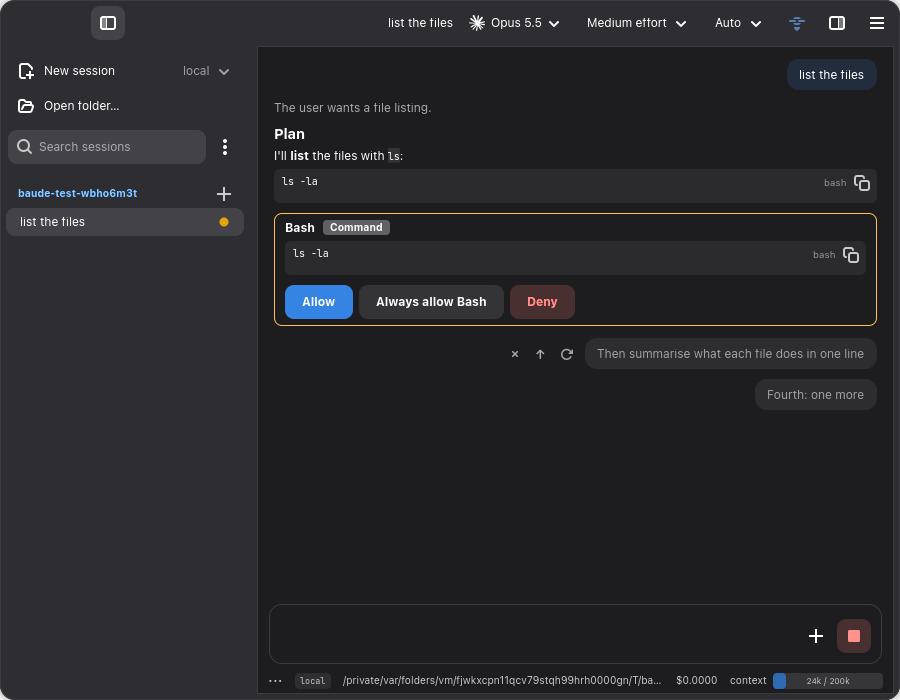 list the files
Opus 5.5
Medium effort
Auto
New session
local
Open folder...
Search sessions
baude-test-wbho6m3t
list the files
list the files
The user wants a file listing.
Plan
I'll list the files with ls:
ls -la
bash
Bash
Command
ls -la
bash
Allow
Always allow Bash
Deny
Then summarise what each file does in one line
Fourth: one more
local
/private/var/folders/vm/fjwkxcpn11qcv79stqh99hrh0000gn/T/ba...
$0.0000
context
24k / 200k